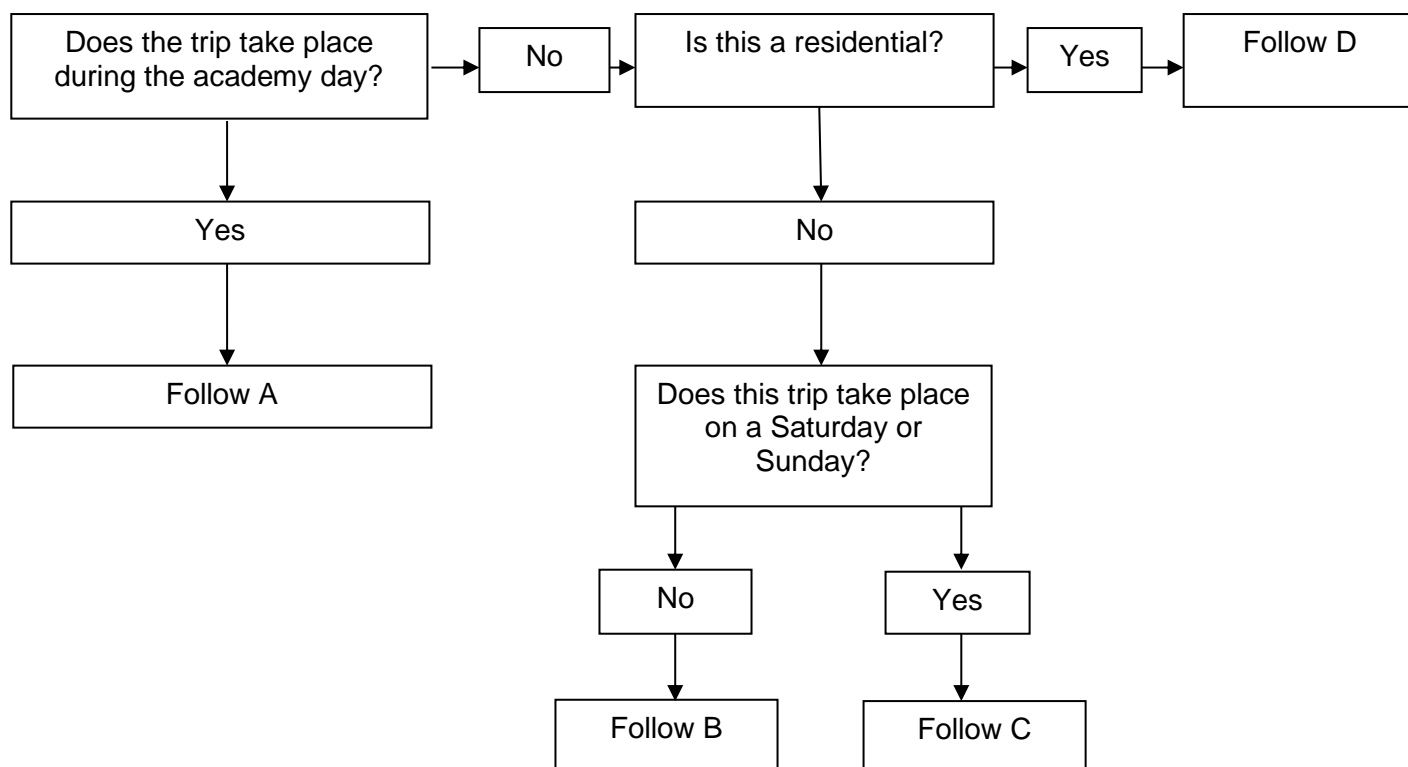 Does the trip take place
during the academy day?
No
Is this a residential?
Yes
Follow D
Yes
No
Follow A
Does this trip take place
on a Saturday or
Sunday?
No
Yes
Follow B
Follow C